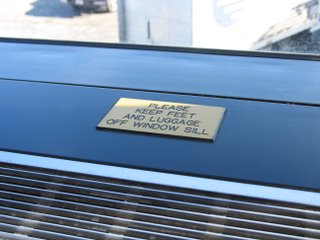 PLEASE
KEEP FEET
AND LUGGAGE
OFF WINDOW SILL